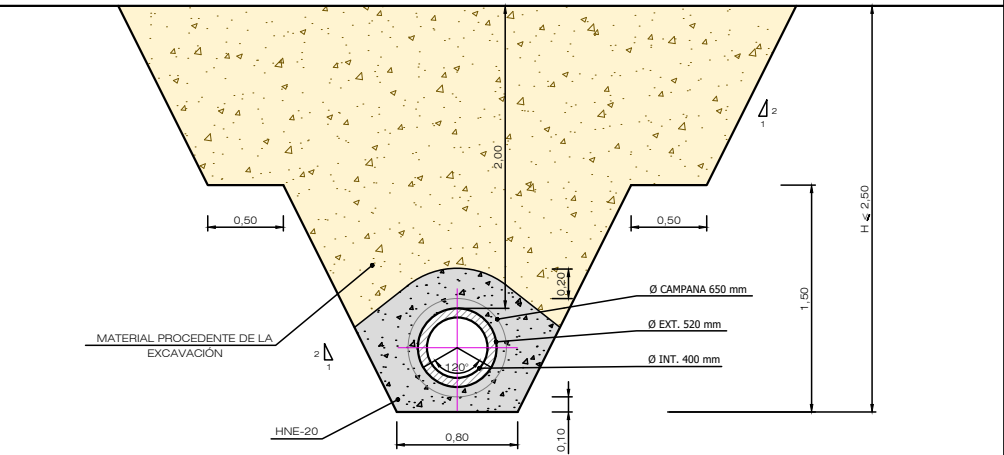 2
1
2,00
H ≤ 2,50
0,50
0,50
0,20
Ø CAMPANA 650 mm
1,50
Ø EXT. 520 mm
MATERIAL PROCEDENTE DE LA
EXCAVACIÓN
2
1
Ø INT. 400 mm
120°
HNE-20
0,80
0,10